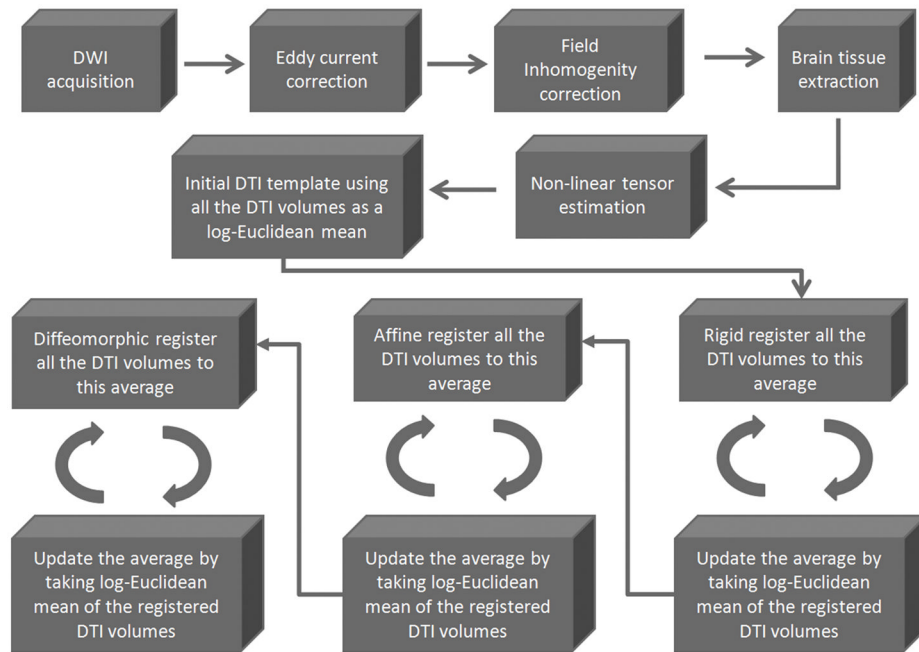 DWI
acquisition
Eddy current
correction
Field
Inhomogenity
correction
Brain tissue
extraction
Non-linear tensor
estimation
Initial DTI template using
all the DTI volumes as a
log-Euclidean mean
Rigid register all the
DTI volumes to this
average
Update the average by
taking log-Euclidean
mean of the registered
DTI volumes
Affine register all the
DTI volumes to this
average
Update the average by
taking log-Euclidean
mean of the registered
DTI volumes
Diffeomorphic register
all the DTI volumes to
this average
Update the average by
taking log-Euclidean
mean of the registered
DTI volumes